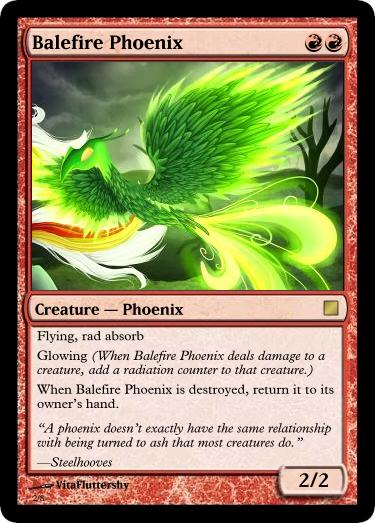 Balefire Phoenix
Creature — Phoenix
Flying, rad absorb
Glowing (When Balefire Phoenix deals damage to a
creature, add a radiation counter to that creature.)
When Balefire Phoenix is destroyed, return it to its
owner's hand.
"A phoenix doesn't exactly have the same relationship
with being turned to ash that most creatures do."
—Steelhooves
2/2
VitaFluttershy